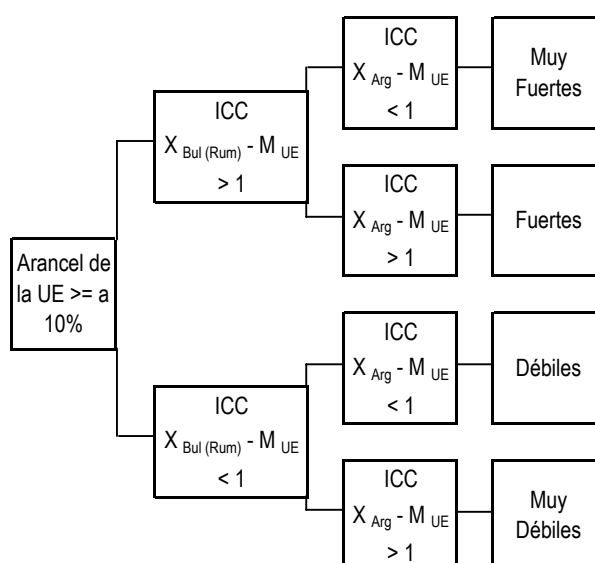 Arancel de
la UE >= a
10%
ICC
X Bul (Rum) - M UE
> 1
ICC
X Arg - M UE
< 1
Muy
Fuertes
ICC
X Arg - M UE
> 1
Fuertes
ICC
X Bul (Rum) - M UE
< 1
ICC
X Arg - M UE
< 1
Débiles
ICC
X Arg - M UE
> 1
Muy
Débiles